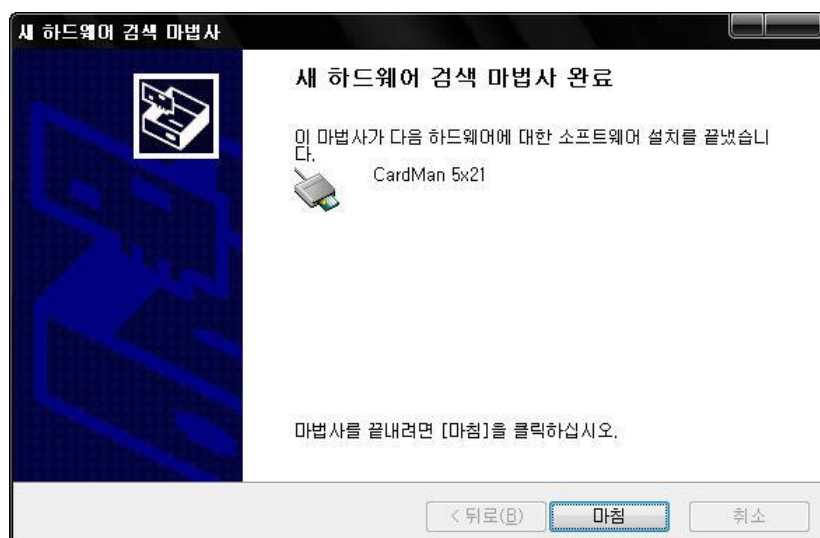 새 하드웨어 검색 마법사
새 하드웨어 검색 마법사 완료
이 마법사가 다음 하드웨어에 대한 소프트웨어 설치를 끝냈습니
다.
CardMan 5x21
마법사를 끝내려면 [마침]을 클릭하십시오.
< 뒤로(B) 마침 취소